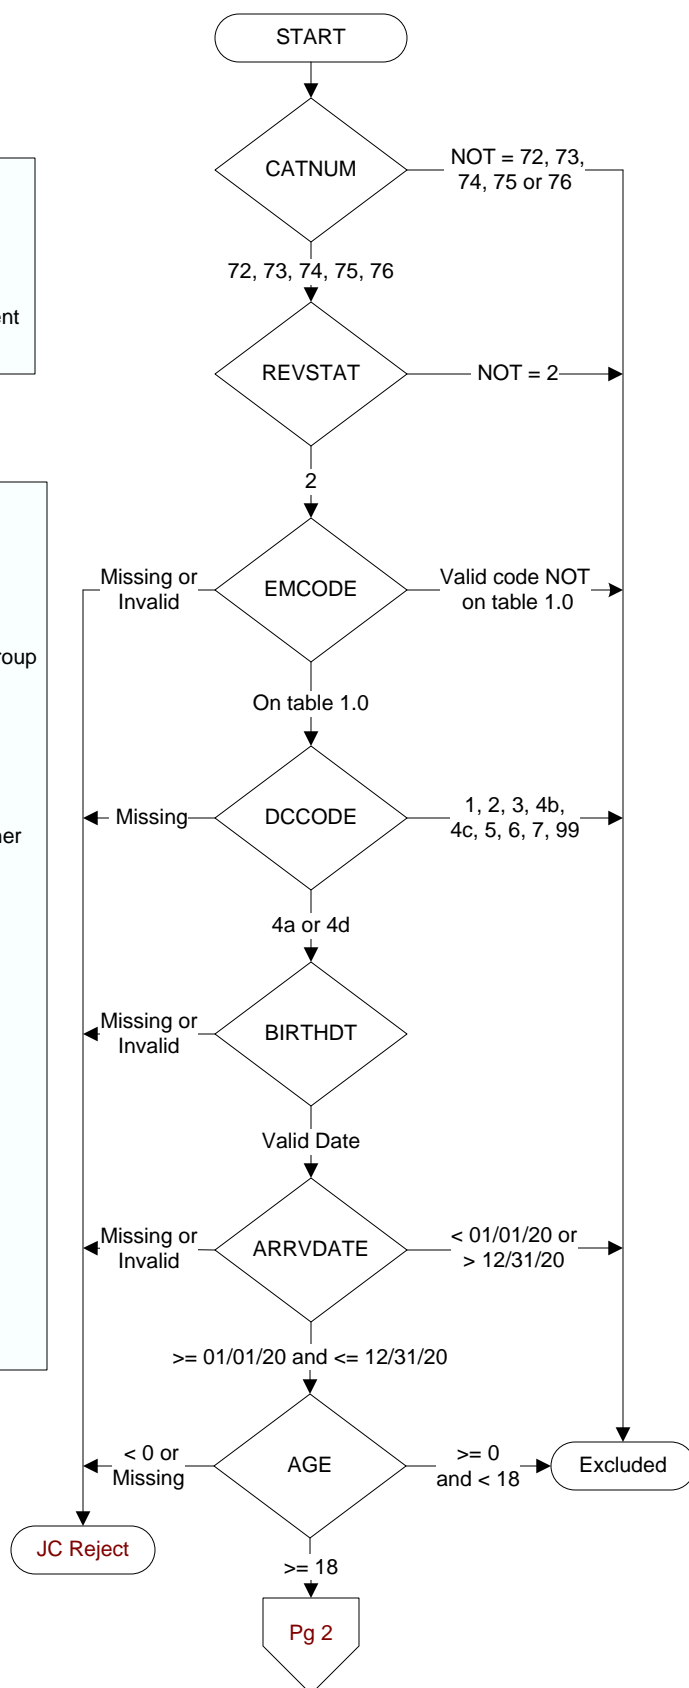 START
CATNUM
NOT = 72, 73,
74, 75 or 76
72, 73, 74, 75, 76
ent
REVSTAT
NOT = 2
2
Missing or
Invalid
EMCODE
Valid code NOT
on table 1.0
roup
On table 1.0
Missing
DCCODE
1, 2, 3, 4b,
4c, 5, 6, 7, 99
ner
4a or 4d
Missing or
Invalid
BIRTHDT
Valid Date
Missing or
Invalid
ARRVDATE
< 01/01/20 or
> 12/31/20
>= 01/01/20 and <= 12/31/20
< 0 or
Missing
AGE
>= 0
and < 18
Excluded
JC Reject
>= 18
Pg 2